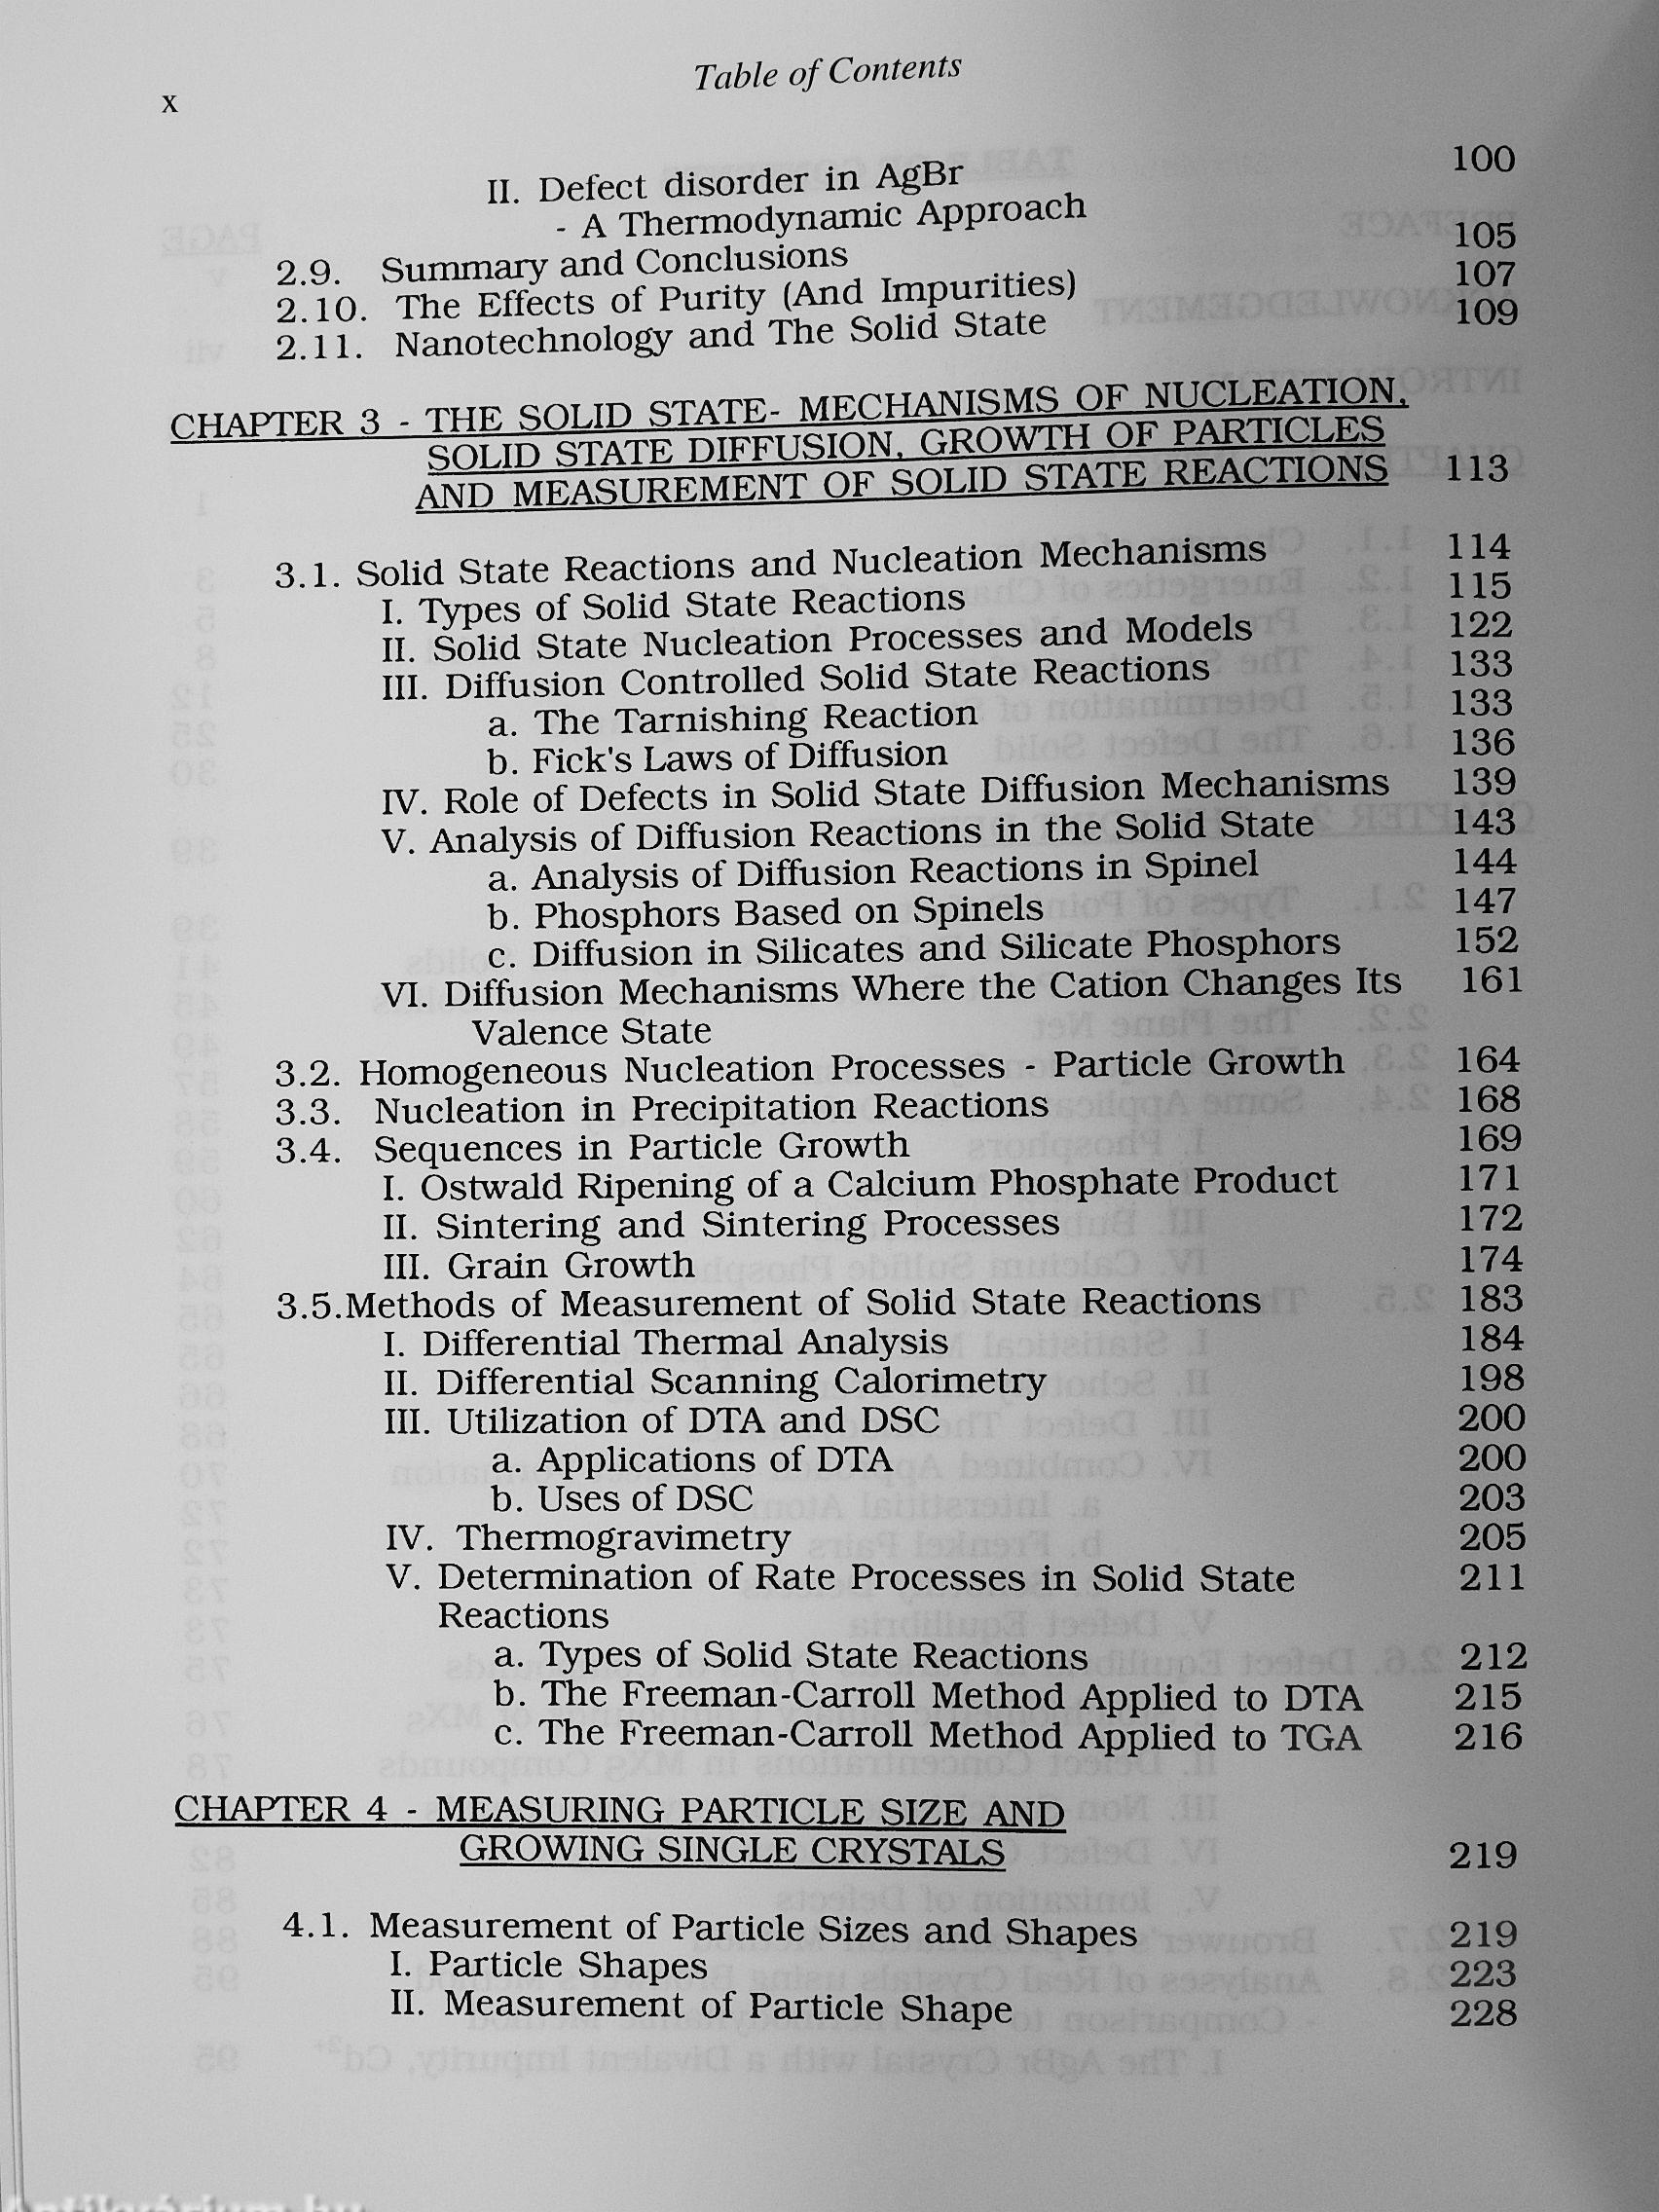 Table of Contents
x
II. Defect disorder in AgBr 100
- A Thermodynamic Approach
2.9. Summary and Conclusions 105
2.10. The Effects of Purity (And Impurities) 107
2.11. Nanotechnology and The Solid State 109
CHAPTER 3 - THE SOLID STATE- MECHANISMS OF NUCLEATION,
SOLID STATE DIFFUSION, GROWTH OF PARTICLES
AND MEASUREMENT OF SOLID STATE REACTIONS 113
3.1. Solid State Reactions and Nucleation Mechanisms 114
I. Types of Solid State Reactions 115
II. Solid State Nucleation Processes and Models 122
III. Diffusion Controlled Solid State Reactions 133
a. The Tarnishing Reaction 133
b. Fick's Laws of Diffusion 136
IV. Role of Defects in Solid State Diffusion Mechanisms 139
V. Analysis of Diffusion Reactions in the Solid State 143
a. Analysis of Diffusion Reactions in Spinel 144
b. Phosphors Based on Spinels 147
c. Diffusion in Silicates and Silicate Phosphors 152
VI. Diffusion Mechanisms Where the Cation Changes Its 161
Valence State
3.2. Homogeneous Nucleation Processes - Particle Growth 164
3.3. Nucleation in Precipitation Reactions 168
3.4. Sequences in Particle Growth 169
I. Ostwald Ripening of a Calcium Phosphate Product 171
II. Sintering and Sintering Processes 172
III. Grain Growth 174
3.5.Methods of Measurement of Solid State Reactions 183
I. Differential Thermal Analysis 184
II. Differential Scanning Calorimetry 198
III. Utilization of DTA and DSC 200
a. Applications of DTA 200
b. Uses of DSC 203
IV. Thermogravimetry 205
V. Determination of Rate Processes in Solid State 211
Reactions
a. Types of Solid State Reactions 212
b. The Freeman-Carroll Method Applied to DTA 215
c. The Freeman-Carroll Method Applied to TGA 216
CHAPTER 4 - MEASURING PARTICLE SIZE AND
GROWING SINGLE CRYSTALS 219
4.1. Measurement of Particle Sizes and Shapes 219
I. Particle Shapes 223
II. Measurement of Particle Shape 228